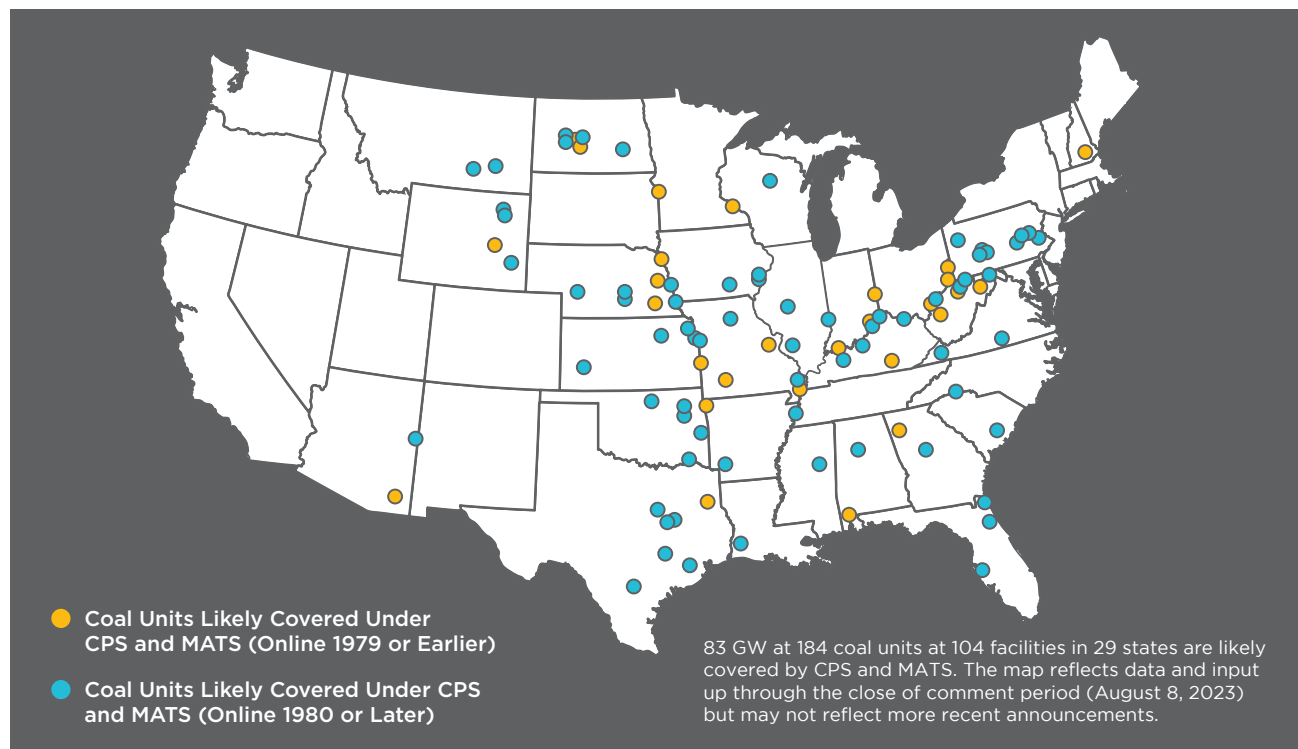 Coal Units Likely Covered Under
CPS and MATS (Online 1979 or Earlier)
Coal Units Likely Covered Under CPS
and MATS (Online 1980 or Later)
83 GW at 184 coal units at 104 facilities in 29 states are likely
covered by CPS and MATS. The map reflects data and input
up through the close of comment period (August 8, 2023)
but may not reflect more recent announcements.